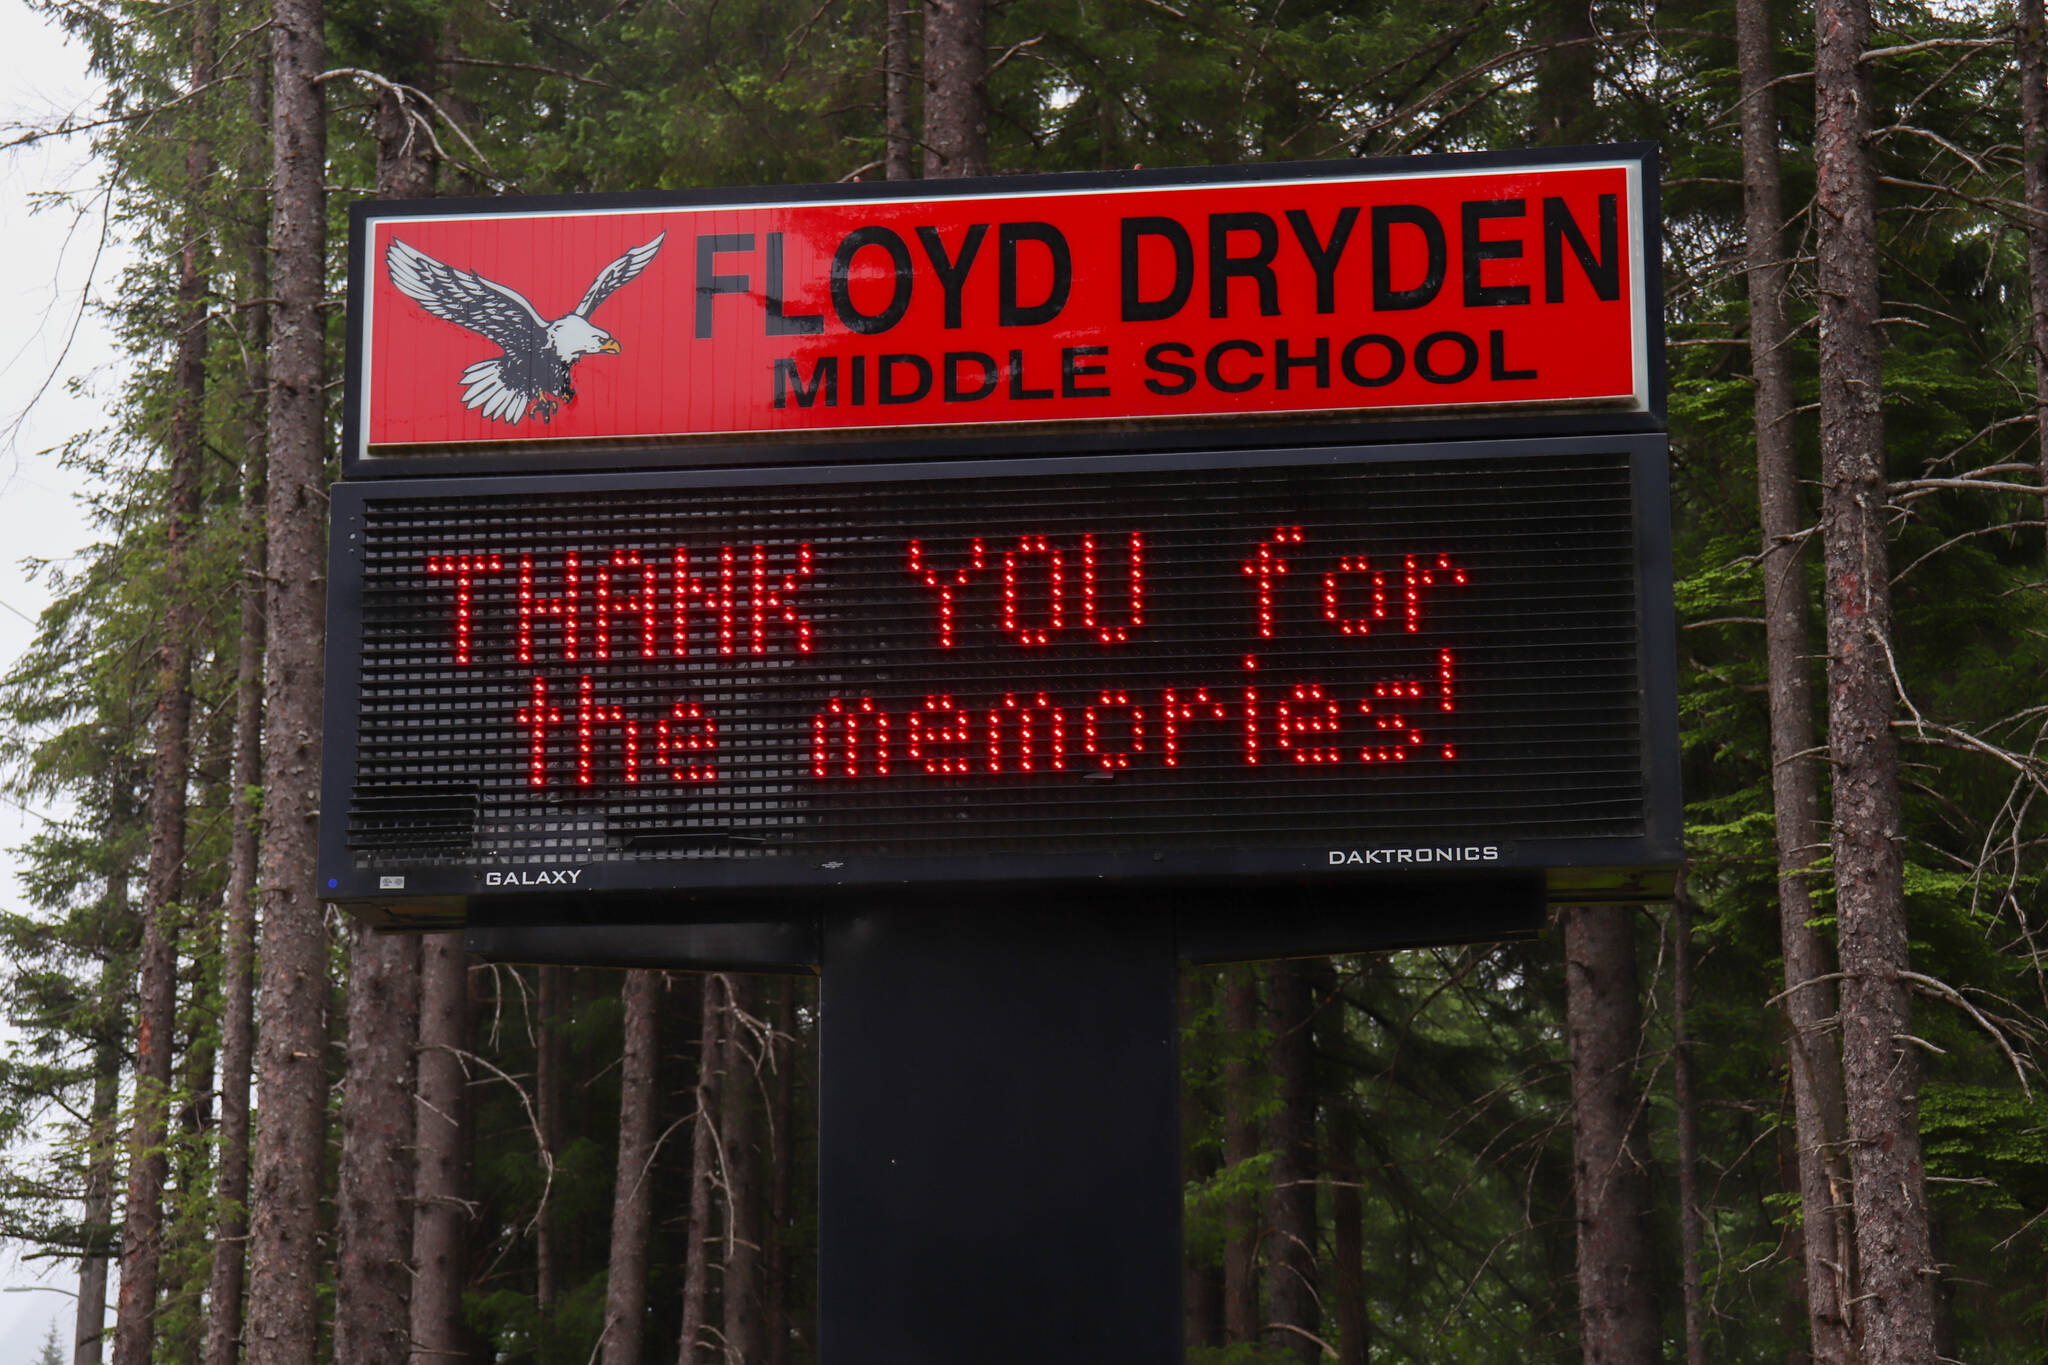 FLOYD DRYDEN
MIDDLE SCHOOL
THANK YOU for
the memories!
GALAXY
DAKTRONICS